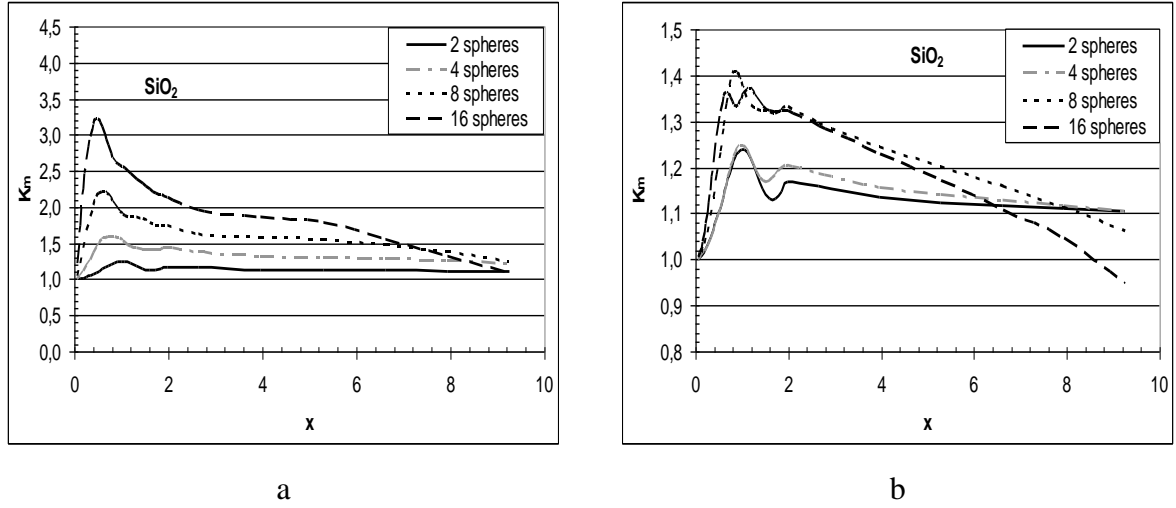 4,5
4,0
3,5
3,0
2,5
2,0
1,5
1,0
0,5
0,0
Km
SiO2
2 spheres
4 spheres
8 spheres
16 spheres
0 2 4 6 8 10
x
a
1,5
1,4
1,3
1,2
1,1
1,0
0,9
0,8
Km
SiO2
2 spheres
4 spheres
8 spheres
16 spheres
0 2 4 6 8 10
x
b